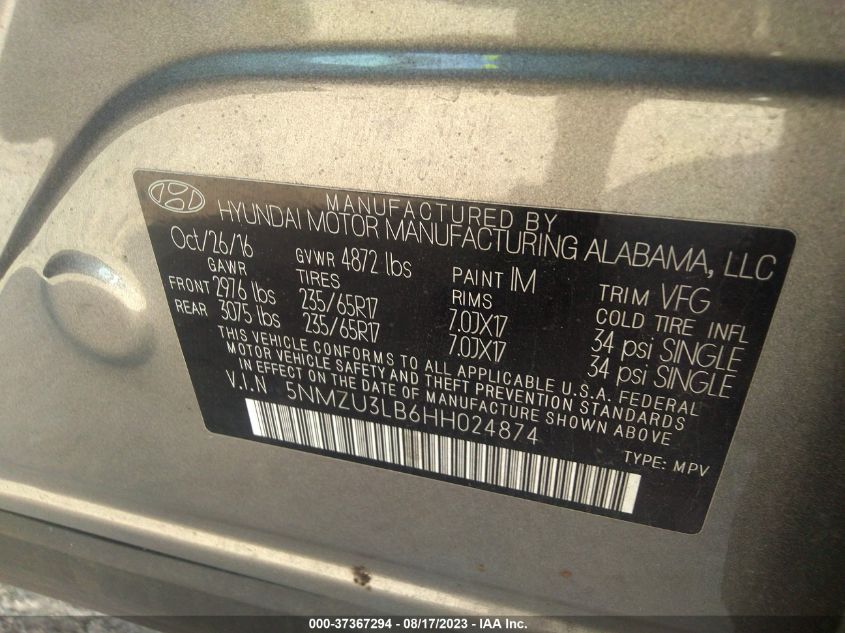 MANUFACTURED BY
HYUNDAI MOTOR MANUFACTURING ALABAMA, LLC
Oct/26/16 GVWR 4872 lbs PAINT IM TRIM VFG
GAWR TIRES RIMS COLD TIRE INFL
FRONT 2976 lbs 235/65R17 7.0JX17 34 psi SINGLE
REAR 3075 lbs 235/65R17 7.0JX17 34 psi SINGLE
THIS VEHICLE CONFORMS TO ALL APPLICABLE U.S.A. FEDERAL
MOTOR VEHICLE SAFETY AND THEFT PREVENTION STANDARDS
IN EFFECT ON THE DATE OF MANUFACTURE SHOWN ABOVE
V.I.N 5NMZU3LB6HH024874
TYPE: MPV
000-37367294 - 08/17/2023 - IAA Inc.